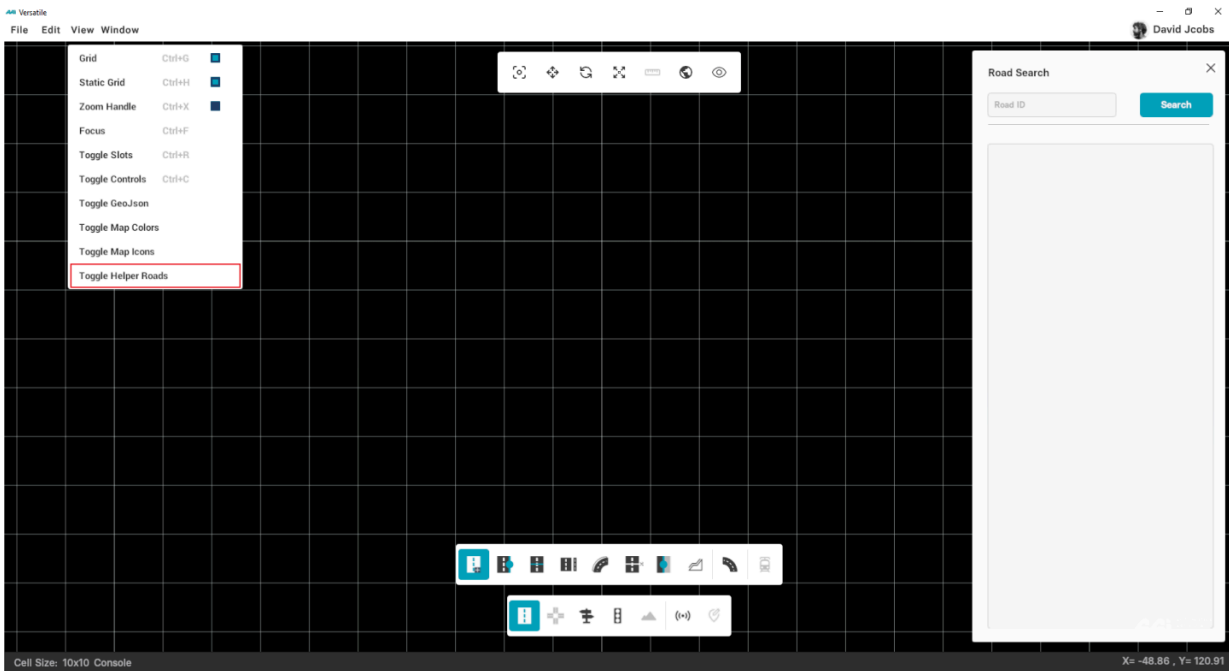 Versatile
File Edit View Window
David Jcobs
Grid Ctrl+G
Static Grid Ctrl+H
Zoom Handle Ctrl+X
Focus Ctrl+F
Toggle Slots Ctrl+R
Toggle Controls Ctrl+C
Toggle GeoJson
Toggle Map Colors
Toggle Map Icons
Toggle Helper Roads
Road Search
Road ID Search
Cell Size: 10x10 Console
X= -48.86 , Y= 120.91